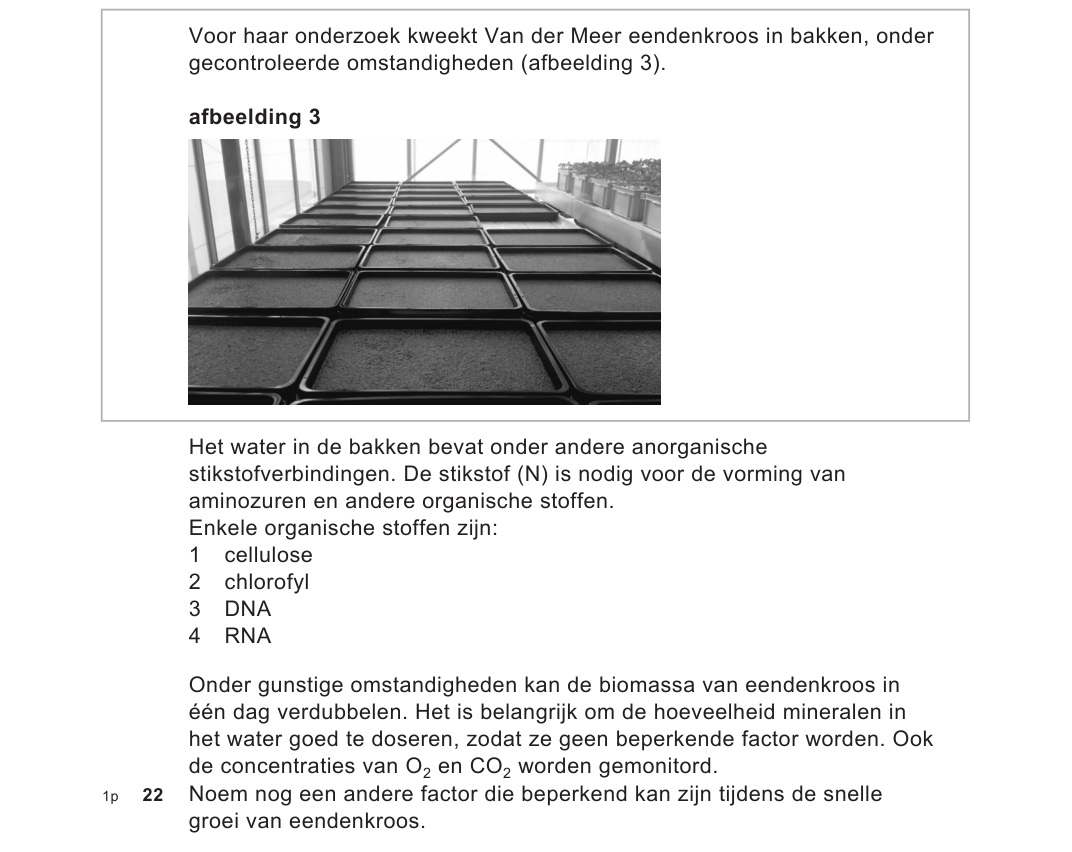 Voor haar onderzoek kweekt Van der Meer eendenkroos in bakken, onder
gecontroleerde omstandigheden (afbeelding 3).
afbeelding 3
Het water in de bakken bevat onder andere anorganische
stikstofverbindingen. De stikstof (N) is nodig voor de vorming van
aminozuren en andere organische stoffen.
Enkele organische stoffen zijn:
1 cellulose
2 chlorofyl
3 DNA
4 RNA
Onder gunstige omstandigheden kan de biomassa van eendenkroos in
één dag verdubbelen. Het is belangrijk om de hoeveelheid mineralen in
het water goed te doseren, zodat ze geen beperkende factor worden. Ook
de concentraties van O₂ en CO₂ worden gemonitord.
1p 22 Noem nog een andere factor die beperkend kan zijn tijdens de snelle
groei van eendenkroos.